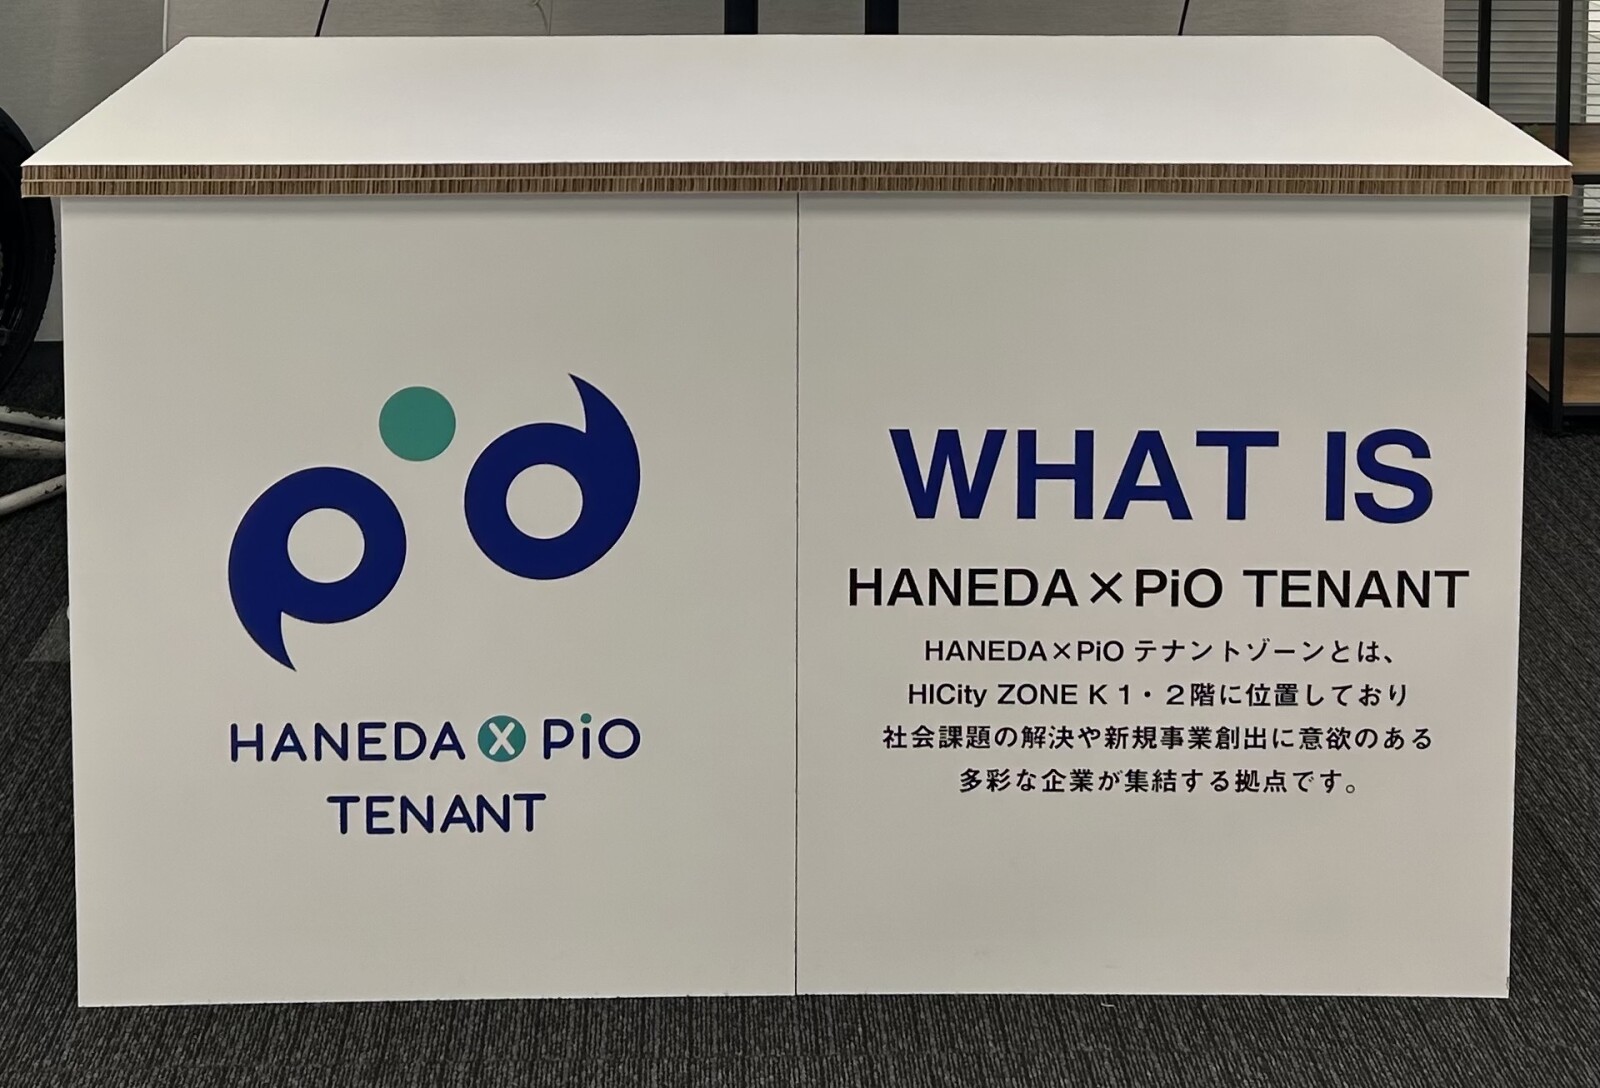 HANEDA X PiO
TENANT
WHAT IS
HANEDA×PiO TENANT
HANEDA×PiO テナントゾーンとは、
HICity ZONE K 1・2階に位置しており
社会課題の解決や新規事業創出に意欲のある
多彩な企業が集結する拠点です。